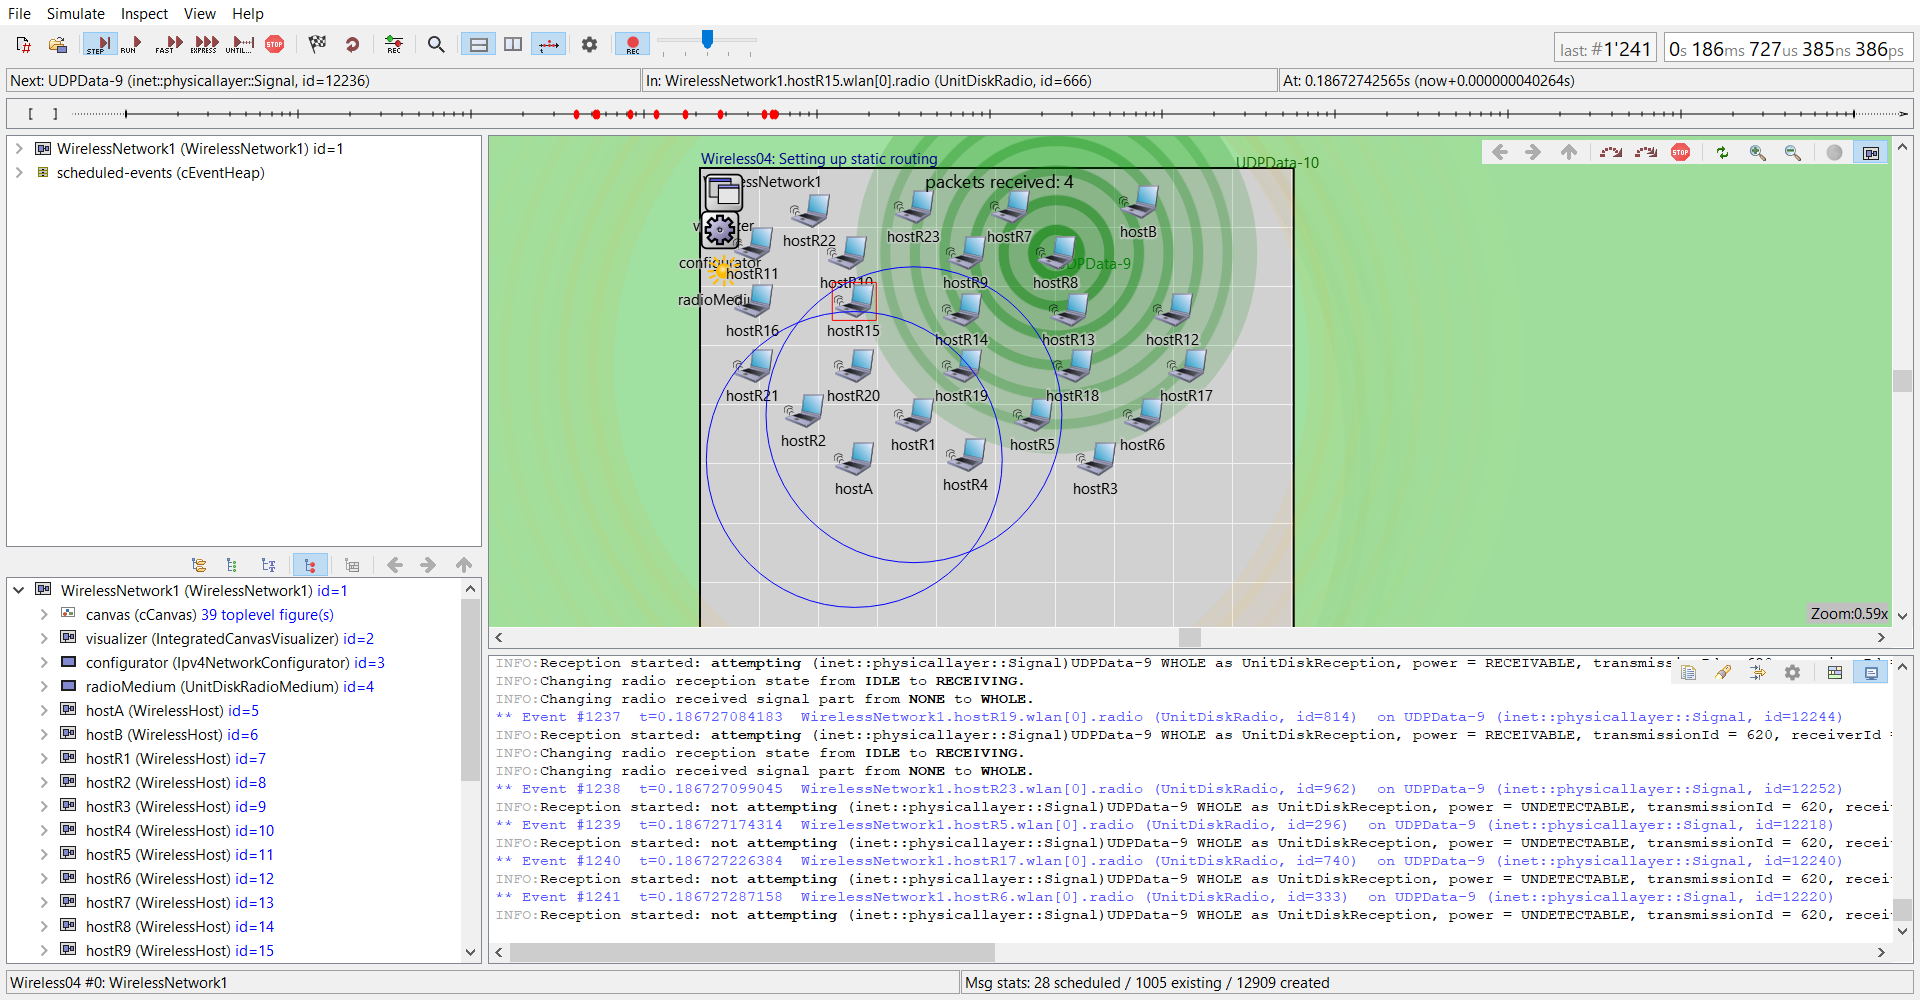 File Simulate Inspect View Help
STEP RUN FAST EXPRESS UNTIL... STOP REC REC
last: #1'241 0s 186ms 727us 385ns 386ps
Next: UDPData-9 (inet::physicallayer::Signal, id=12236) In: WirelessNetwork1.hostR15.wlan[0].radio (UnitDiskRadio, id=666) At: 0.18672742565s (now+0.000000040264s)
[ ]
WirelessNetwork1 (WirelessNetwork1) id=1
scheduled-events (cEventHeap)
WirelessNetwork1 (WirelessNetwork1) id=1
canvas (cCanvas) 39 toplevel figure(s)
visualizer (IntegratedCanvasVisualizer) id=2
configurator (Ipv4NetworkConfigurator) id=3
radioMedium (UnitDiskRadioMedium) id=4
hostA (WirelessHost) id=5
hostB (WirelessHost) id=6
hostR1 (WirelessHost) id=7
hostR2 (WirelessHost) id=8
hostR3 (WirelessHost) id=9
hostR4 (WirelessHost) id=10
hostR5 (WirelessHost) id=11
hostR6 (WirelessHost) id=12
hostR7 (WirelessHost) id=13
hostR8 (WirelessHost) id=14
hostR9 (WirelessHost) id=15
Wireless04: Setting up static routing
UDPData-10
STOP
packets received: 4
hostR22
hostR23
hostR7
hostB
configurator
hostR11
hostR10
hostR9
UDPData-9
hostR8
hostR16
hostR15
hostR14
hostR13
hostR12
hostR21
hostR20
hostR19
hostR18
hostR17
hostR2
hostR1
hostR5
hostR6
hostA
hostR4
hostR3
Zoom:0.59x
INFO:Reception started: attempting (inet::physicallayer::Signal)UDPData-9 WHOLE as UnitDiskReception, power = RECEIVABLE,
INFO:Changing radio reception state from IDLE to RECEIVING.
INFO:Changing radio received signal part from NONE to WHOLE.
** Event #1237 t=0.186727084183 WirelessNetwork1.hostR19.wlan[0].radio (UnitDiskRadio, id=814) on UDPData-9 (inet::physicallayer::Signal, id=12244)
INFO:Reception started: attempting (inet::physicallayer::Signal)UDPData-9 WHOLE as UnitDiskReception, power = RECEIVABLE, transmissionId = 620, receiverId =
INFO:Changing radio reception state from IDLE to RECEIVING.
INFO:Changing radio received signal part from NONE to WHOLE.
** Event #1238 t=0.186727099045 WirelessNetwork1.hostR23.wlan[0].radio (UnitDiskRadio, id=962) on UDPData-9 (inet::physicallayer::Signal, id=12252)
INFO:Reception started: not attempting (inet::physicallayer::Signal)UDPData-9 WHOLE as UnitDiskReception, power = UNDETECTABLE, transmissionId = 620, recei
** Event #1239 t=0.186727174314 WirelessNetwork1.hostR5.wlan[0].radio (UnitDiskRadio, id=296) on UDPData-9 (inet::physicallayer::Signal, id=12218)
INFO:Reception started: not attempting (inet::physicallayer::Signal)UDPData-9 WHOLE as UnitDiskReception, power = UNDETECTABLE, transmissionId = 620, recei
** Event #1240 t=0.186727226384 WirelessNetwork1.hostR17.wlan[0].radio (UnitDiskRadio, id=740) on UDPData-9 (inet::physicallayer::Signal, id=12240)
INFO:Reception started: not attempting (inet::physicallayer::Signal)UDPData-9 WHOLE as UnitDiskReception, power = UNDETECTABLE, transmissionId = 620, recei
** Event #1241 t=0.186727287158 WirelessNetwork1.hostR6.wlan[0].radio (UnitDiskRadio, id=333) on UDPData-9 (inet::physicallayer::Signal, id=12220)
INFO:Reception started: not attempting (inet::physicallayer::Signal)UDPData-9 WHOLE as UnitDiskReception, power = UNDETECTABLE, transmissionId = 620, recei
Wireless04 #0: WirelessNetwork1 Msg stats: 28 scheduled / 1005 existing / 12909 created